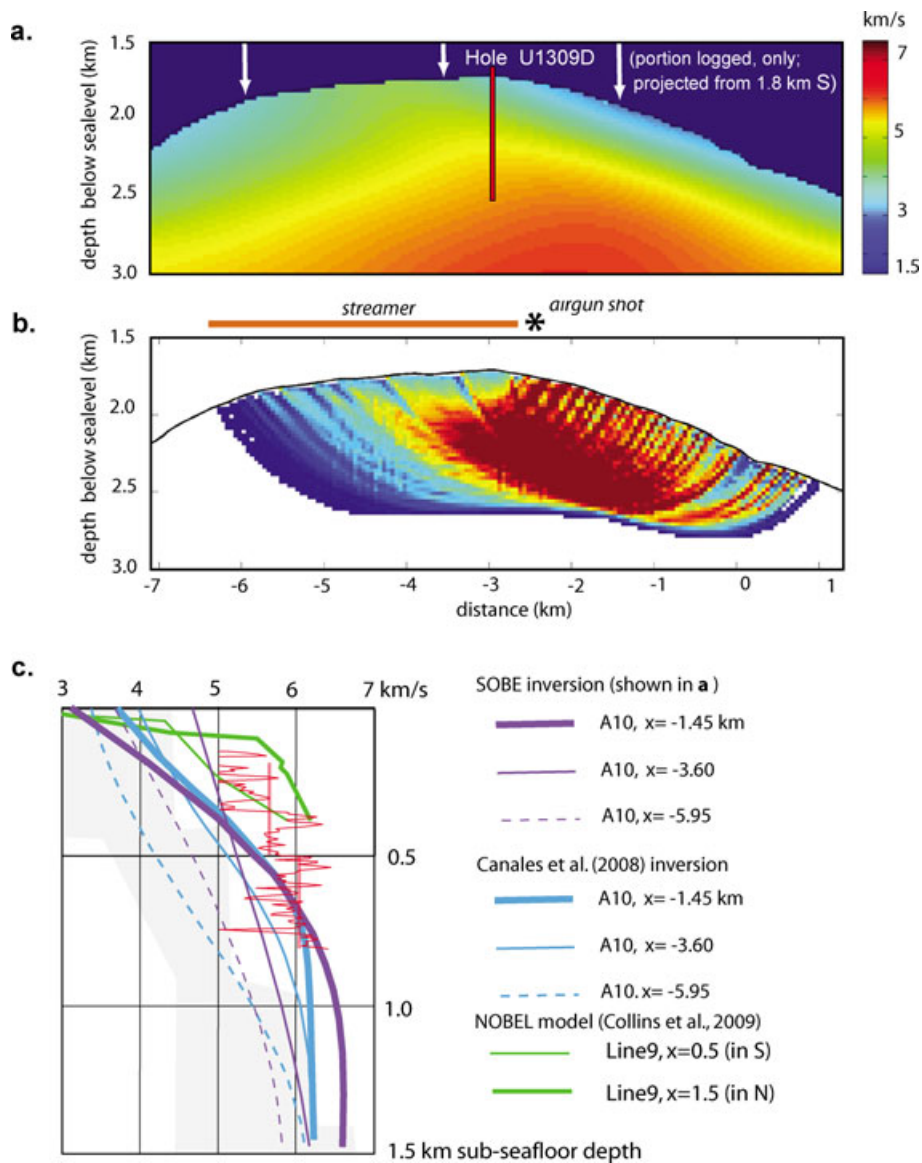 a.
km/s
1.5
2.0
2.5
3.0
depth below sealevel (km)
Hole U1309D
(portion logged, only;
projected from 1.8 km S)
7
5
3
1.5
b.
streamer
* airgun shot
1.5
2.0
2.5
3.0
depth below sealevel (km)
-7 -6 -5 -4 -3 -2 -1 0 1
distance (km)
c.
3 4 5 6 7 km/s
0.5
1.0
1.5 km sub-seafloor depth
SOBE inversion (shown in a )
A10, x= -1.45 km
A10, x= -3.60
A10, x= -5.95
Canales et al. (2008) inversion
A10, x= -1.45 km
A10, x= -3.60
A10. x= -5.95
NOBEL model (Collins et al., 2009)
Line9, x=0.5 (in S)
Line9, x=1.5 (in N)